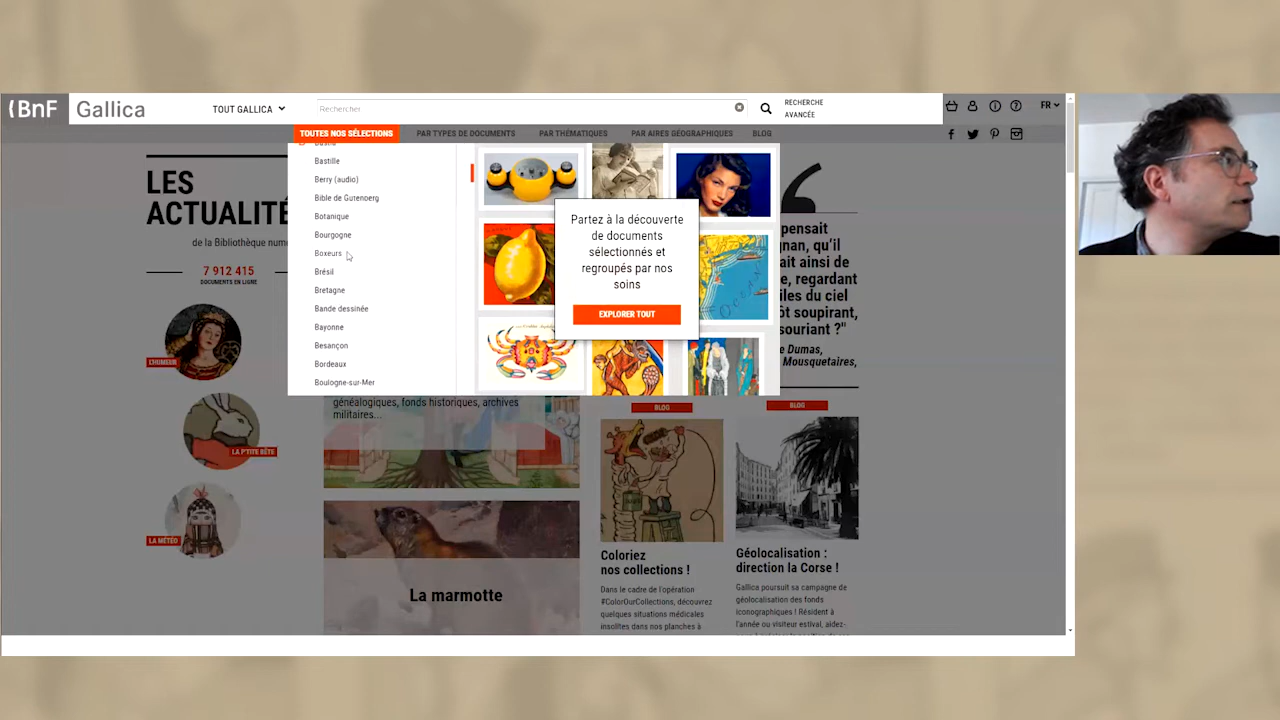 BnF Gallica
TOUT GALLICA
Rechercher
RECHERCHE
AVANCÉE
FR
TOUTES NOS SÉLECTIONS
PAR TYPES DE DOCUMENTS
PAR THÉMATIQUES
PAR AIRES GÉOGRAPHIQUES
BLOG
LES
ACTUALITÉ
de la Bibliothèque num
7 912 415
DOCUMENTS EN LIGNE
L'HUMEUR
LA P'TITE BÊTE
LA MÉTÉO
Bastille
Berry (audio)
Bible de Gutenberg
Botanique
Bourgogne
Boxeurs
Brésil
Bretagne
Bande dessinée
Bayonne
Besançon
Bordeaux
Boulogne-sur-Mer
Partez à la découverte
de documents
sélectionnés et
regroupés par nos
soins
EXPLORER TOUT
pensait
gnan, qu'il
ait ainsi de
e, regardant
iles du ciel
ôt soupirant,
souriant ?"
e Dumas,
Mousquetaires,
généalogiques, fonds historiques, archives
militaires...
La marmotte
BLOG
Coloriez
nos collections !
Dans le cadre de l'opération
#ColorOurCollections, découvrez
quelques situations médicales
insolites dans nos planches à
BLOG
Géolocalisation :
direction la Corse !
Gallica poursuit sa campagne de
géolocalisation des fonds
iconographiques ! Résident à
l'année ou visiteur estival, aidez-